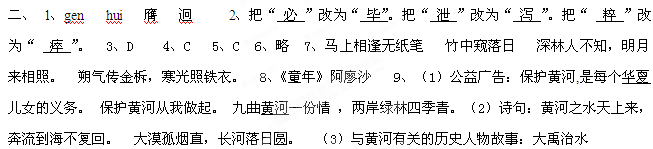 二、 1、gen hui 膺 迴 2、把“ 必 ”改为“ 毕”。把“ 泄 ”改为“ 泻 ”。把“ 粹 ”改
为“ 瘁 ”。 3、D 4、C 5、C 6、略 7、马上相逢无纸笔 竹中窥落日 深林人不知，明月
来相照。 朔气传金柝，寒光照铁衣。 8、《童年》阿廖沙 9、（1）公益广告：保护黄河,是每个华夏
儿女的义务。 保护黄河从我做起。 九曲黄河一份情 ，两岸绿林四季青。（2）诗句：黄河之水天上来，
奔流到海不复回。 大漠孤烟直，长河落日圆。 （3）与黄河有关的历史人物故事：大禹治水